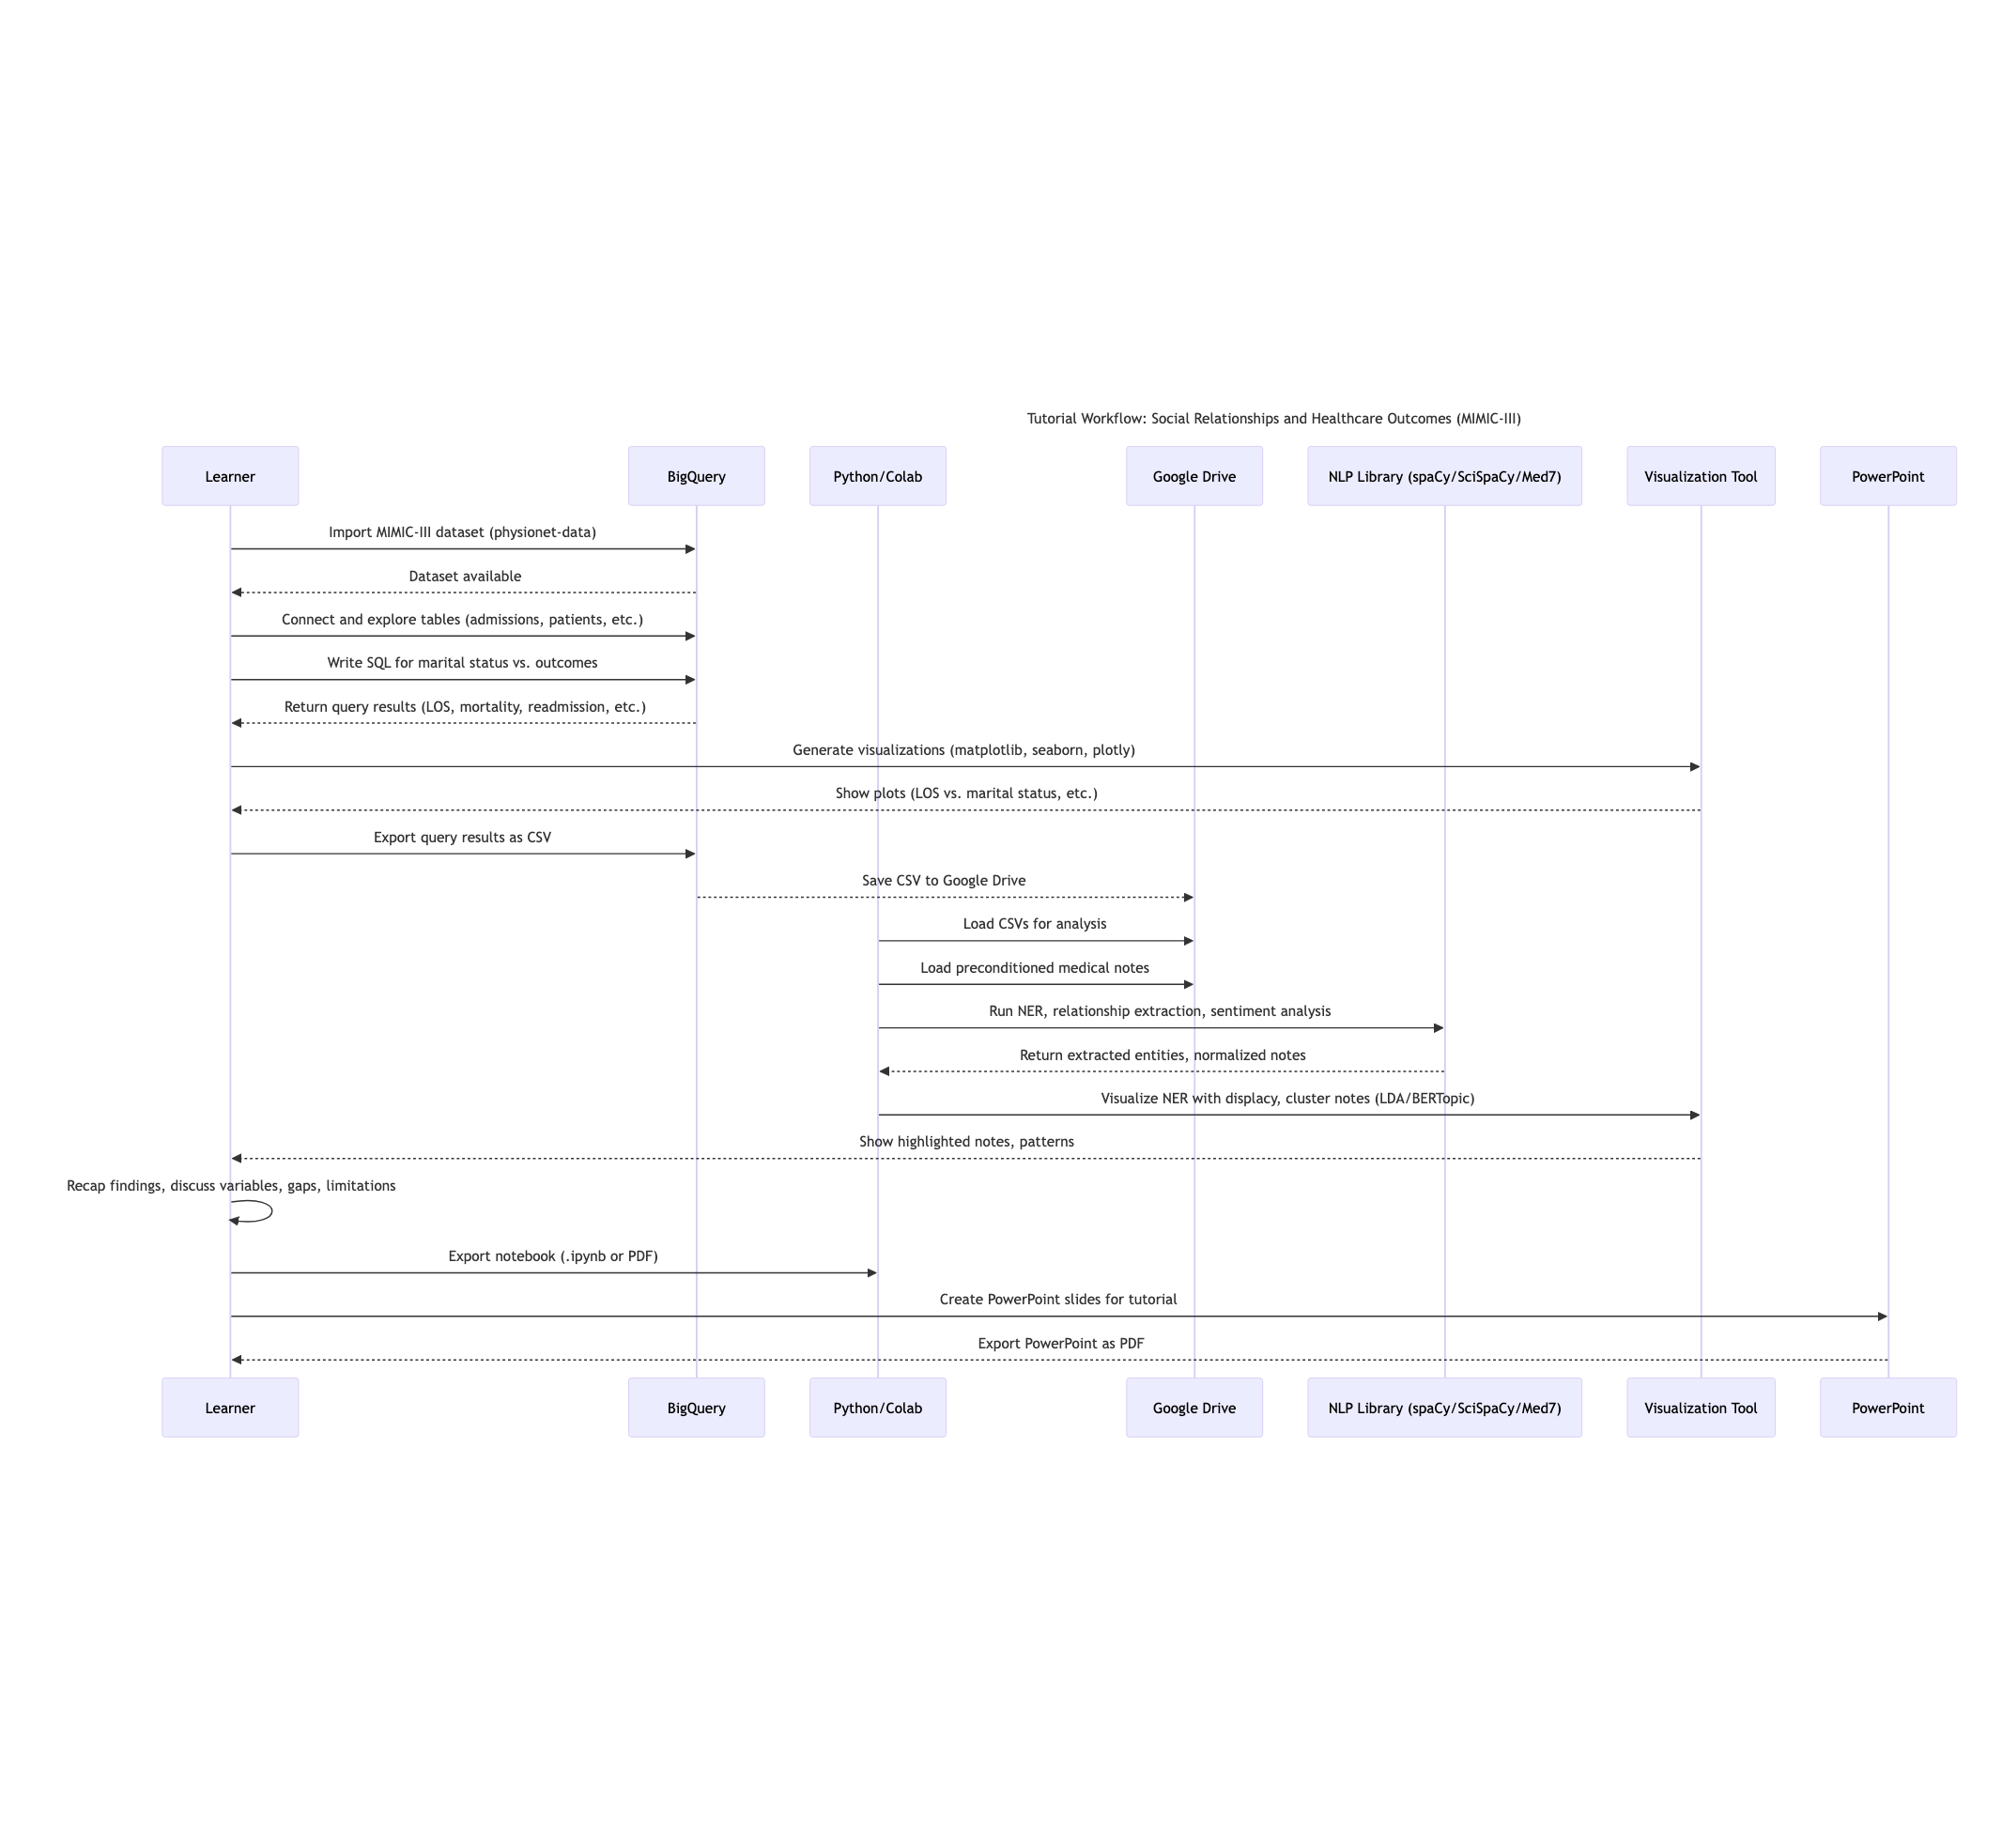 Tutorial Workflow: Social Relationships and Healthcare Outcomes (MIMIC-III)
Learner
BigQuery
Python/Colab
Google Drive
NLP Library (spaCy/SciSpaCy/Med7)
Visualization Tool
PowerPoint
Import MIMIC-III dataset (physionet-data)
Dataset available
Connect and explore tables (admissions, patients, etc.)
Write SQL for marital status vs. outcomes
Return query results (LOS, mortality, readmission, etc.)
Generate visualizations (matplotlib, seaborn, plotly)
Show plots (LOS vs. marital status, etc.)
Export query results as CSV
Save CSV to Google Drive
Load CSVs for analysis
Load preconditioned medical notes
Run NER, relationship extraction, sentiment analysis
Return extracted entities, normalized notes
Visualize NER with displacy, cluster notes (LDA/BERTopic)
Show highlighted notes, patterns
Recap findings, discuss variables, gaps, limitations
Export notebook (.ipynb or PDF)
Create PowerPoint slides for tutorial
Export PowerPoint as PDF
Learner
BigQuery
Python/Colab
Google Drive
NLP Library (spaCy/SciSpaCy/Med7)
Visualization Tool
PowerPoint